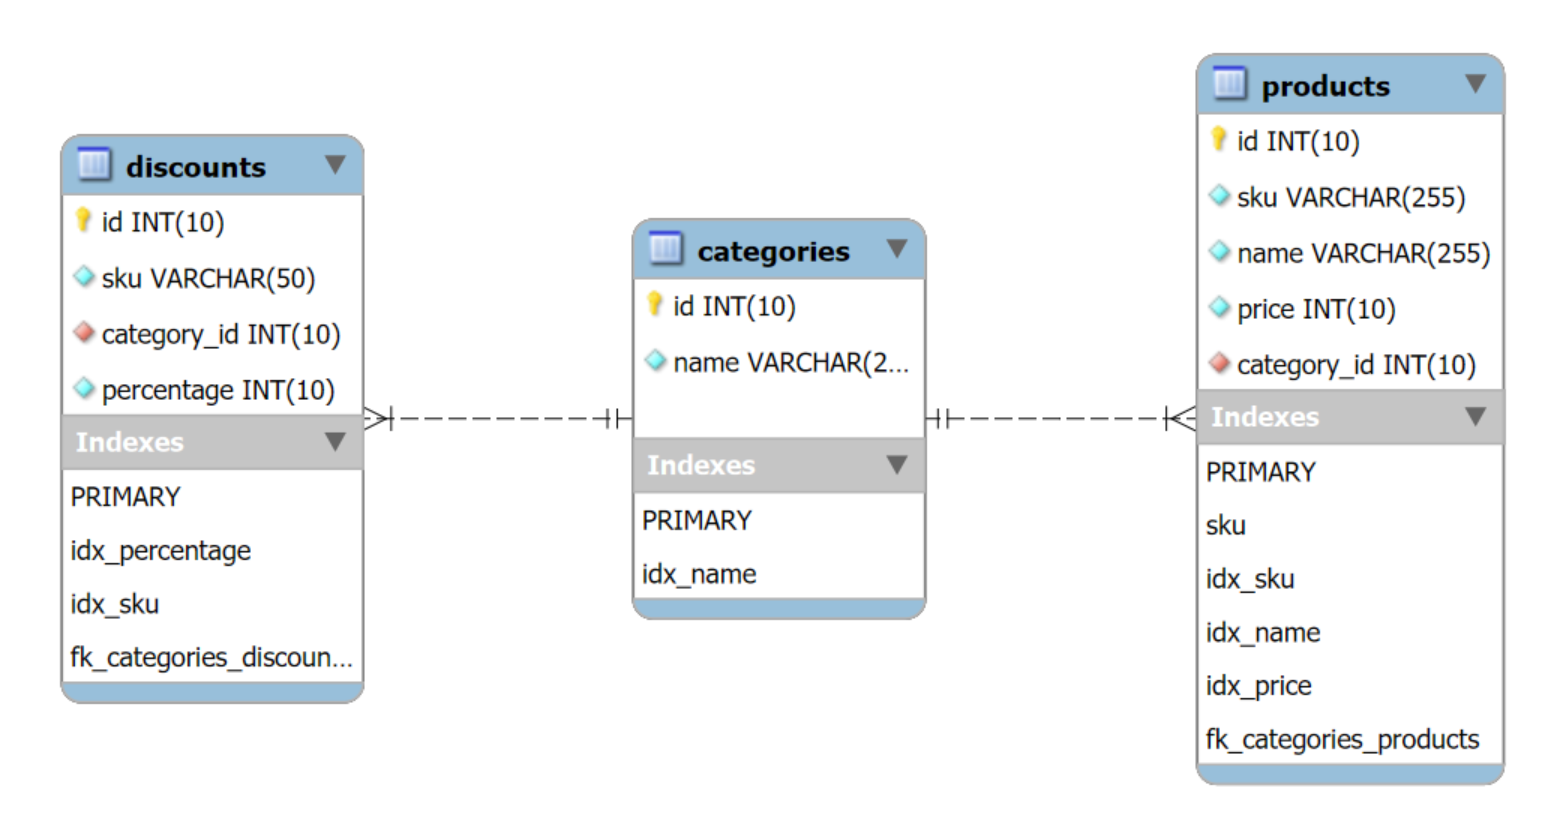 discounts
id INT(10)
sku VARCHAR(50)
category_id INT(10)
percentage INT(10)
Indexes
PRIMARY
idx_percentage
idx_sku
fk_categories_discoun...
categories
id INT(10)
name VARCHAR(2...
Indexes
PRIMARY
idx_name
products
id INT(10)
sku VARCHAR(255)
name VARCHAR(255)
price INT(10)
category_id INT(10)
Indexes
PRIMARY
sku
idx_sku
idx_name
idx_price
fk_categories_products